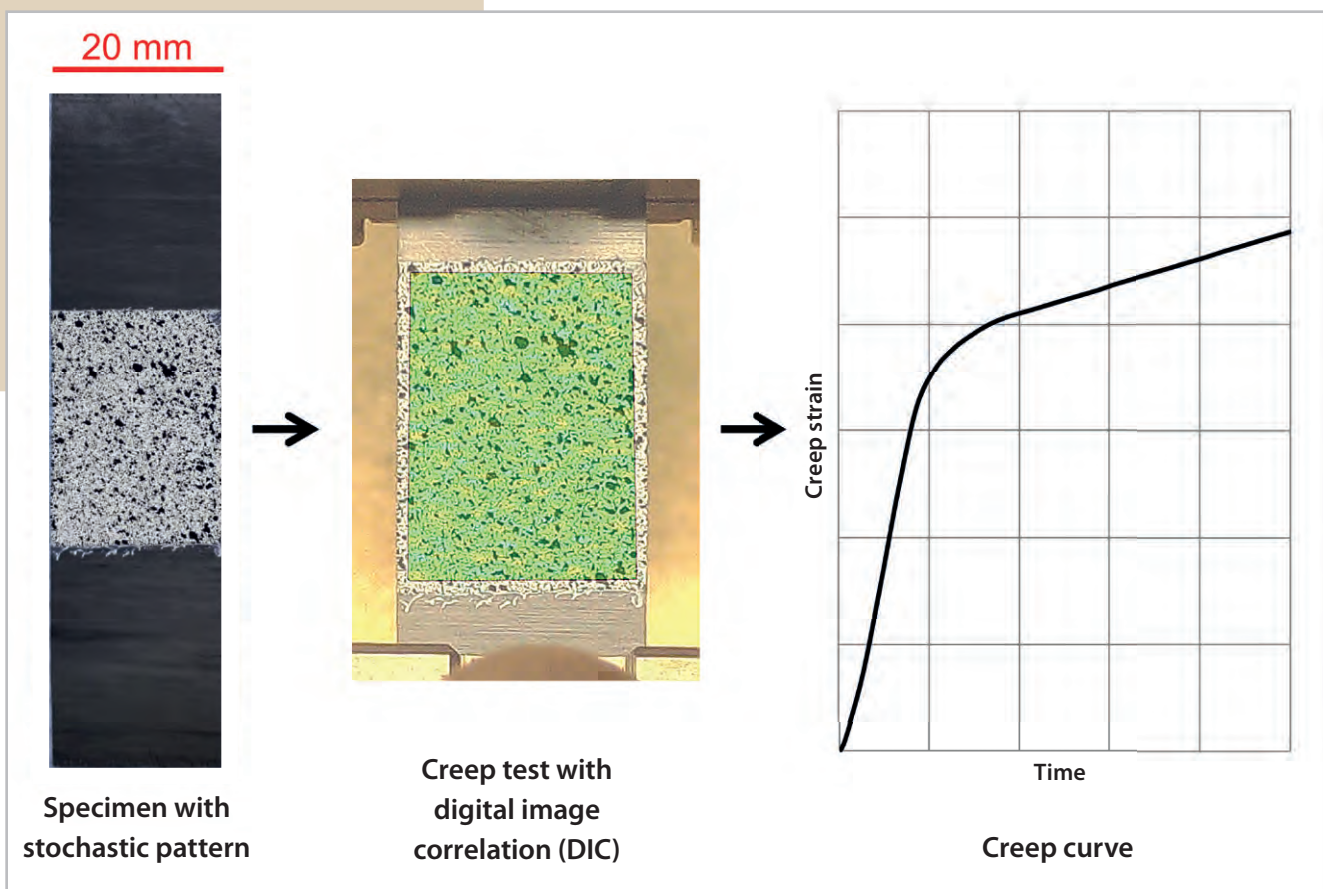 20 mm
Specimen with
stochastic pattern
Creep test with
digital image
correlation (DIC)
Creep strain
Time
Creep curve